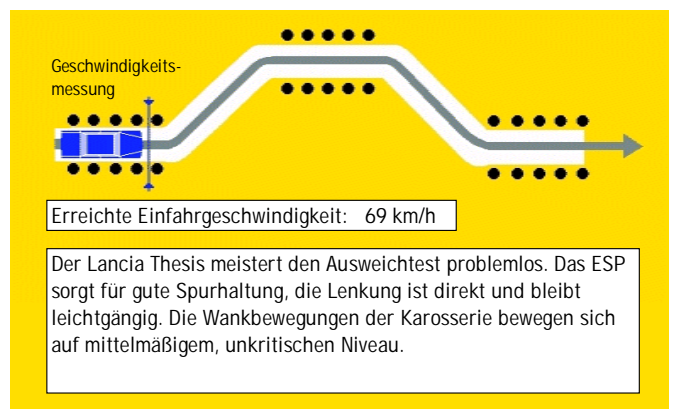 Geschwindigkeits-
messung
Erreichte Einfahrgeschwindigkeit: 69 km/h
Der Lancia Thesis meistert den Ausweichtest problemlos. Das ESP
sorgt für gute Spurhaltung, die Lenkung ist direkt und bleibt
leichtgängig. Die Wankbewegungen der Karosserie bewegen sich
auf mittelmäßigem, unkritischen Niveau.